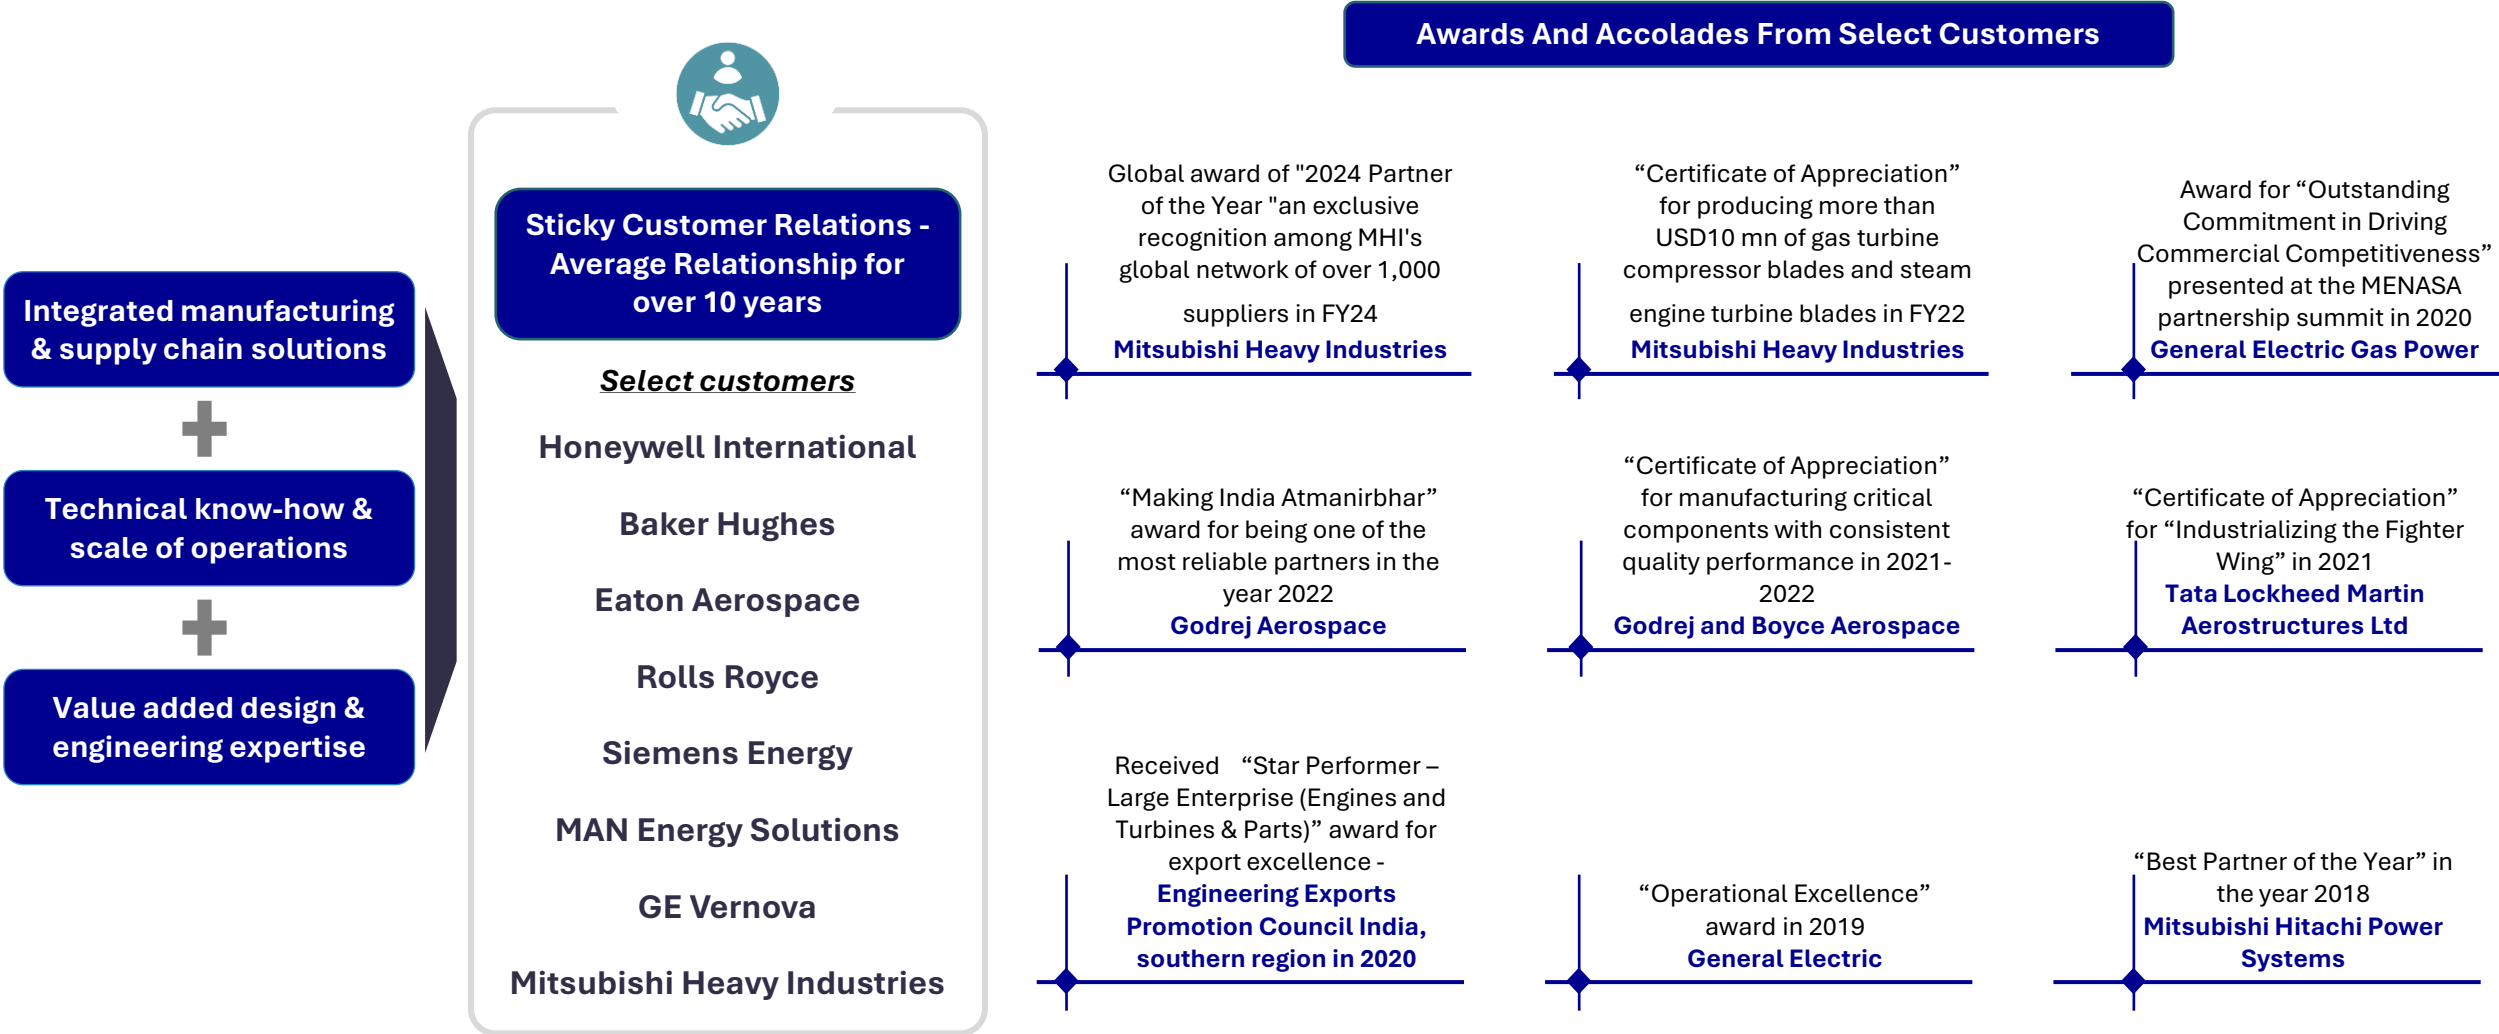 Awards And Accolades From Select Customers
Integrated manufacturing
& supply chain solutions
Technical know-how &
scale of operations
Value added design &
engineering expertise
Sticky Customer Relations -
Average Relationship for
over 10 years
Select customers
Honeywell International
Baker Hughes
Eaton Aerospace
Rolls Royce
Siemens Energy
MAN Energy Solutions
GE Vernova
Mitsubishi Heavy Industries
Global award of "2024 Partner
of the Year "an exclusive
recognition among MHI's
global network of over 1,000
suppliers in FY24
Mitsubishi Heavy Industries
“Certificate of Appreciation”
for producing more than
USD10 mn of gas turbine
compressor blades and steam
engine turbine blades in FY22
Mitsubishi Heavy Industries
Award for “Outstanding
Commitment in Driving
Commercial Competitiveness”
presented at the MENASA
partnership summit in 2020
General Electric Gas Power
“Making India Atmanirbhar”
award for being one of the
most reliable partners in the
year 2022
Godrej Aerospace
“Certificate of Appreciation”
for manufacturing critical
components with consistent
quality performance in 2021-
2022
Godrej and Boyce Aerospace
“Certificate of Appreciation”
for “Industrializing the Fighter
Wing” in 2021
Tata Lockheed Martin
Aerostructures Ltd
Received “Star Performer –
Large Enterprise (Engines and
Turbines & Parts)” award for
export excellence -
Engineering Exports
Promotion Council India,
southern region in 2020
“Operational Excellence”
award in 2019
General Electric
“Best Partner of the Year” in
the year 2018
Mitsubishi Hitachi Power
Systems